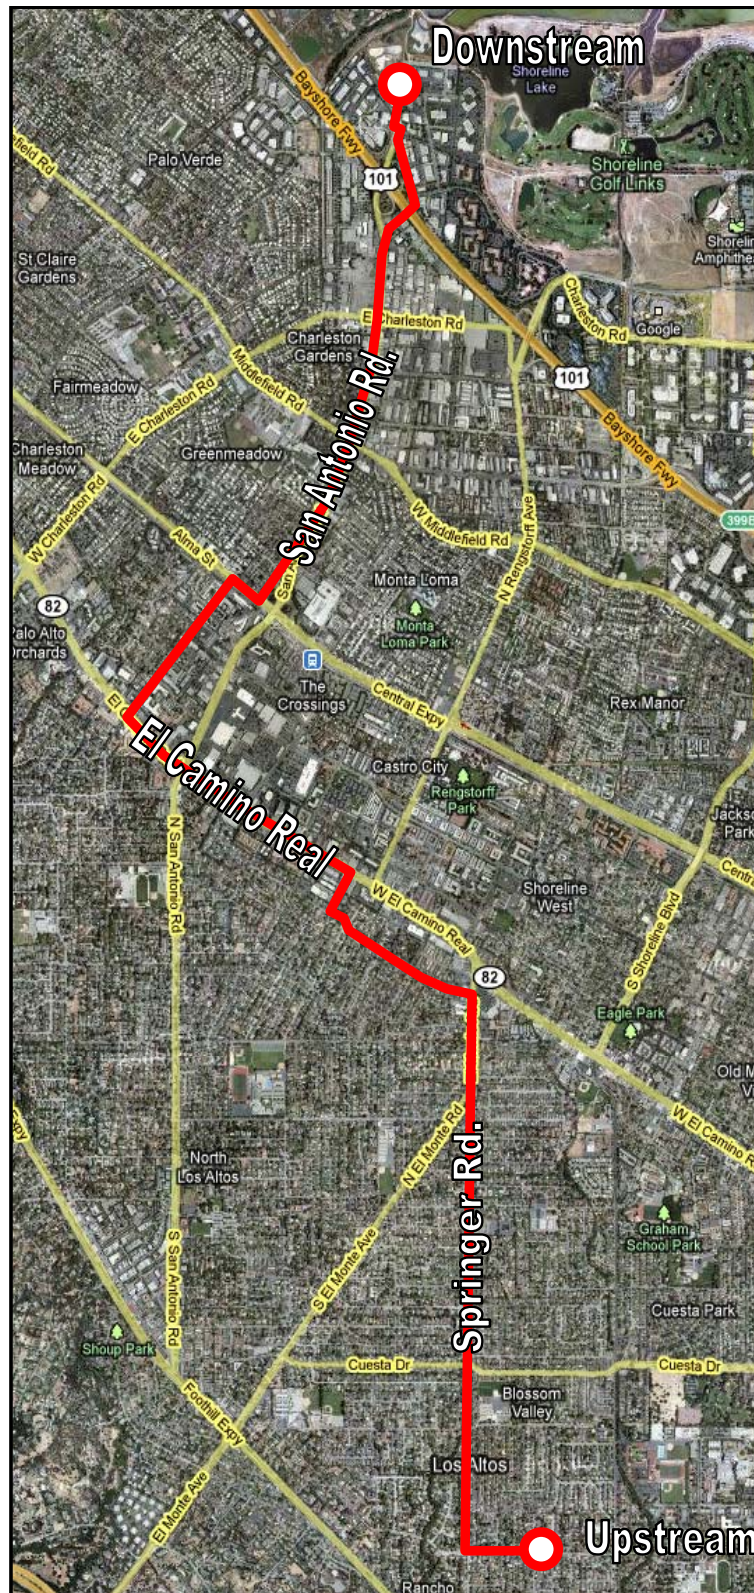 Downstream
Shoreline
Lake
Bayshore Fwy
Palo Verde
101
Shoreline
Golf Links
St Claire
Gardens
E Charleston Rd
Charleston
Gardens
Charleston Rd
Google
Middlefield Rd
101
Fairmeadow
E Charleston Rd
San Antonio Rd.
Bayshore Fwy
Charleston
Meadow
Greenmeadow
W Charleston Rd
W Middlefield Rd
399B
Alma St
N Rengstorff Ave
Monta Loma
82
Monta
Loma Park
Palo Alto
Orchards
The
Crossings
Central Expy
Rex Manor
El Camino Real
Castro City
Rengstorff
Park
N San Antonio Rd
W El Camino Real
Shoreline
West
S Shoreline Blvd
82
Eagle Park
W El Camino R
N El Monte Rd
North
Los Altos
Springer Rd.
Graham
School Park
S San Antonio Rd
S El Monte Ave
Cuesta Park
Shoup Park
Cuesta Dr
Cuesta Dr
Foothill Expy
Blossom
Valley
Los Altos
El Monte Ave
Upstream
Rancho